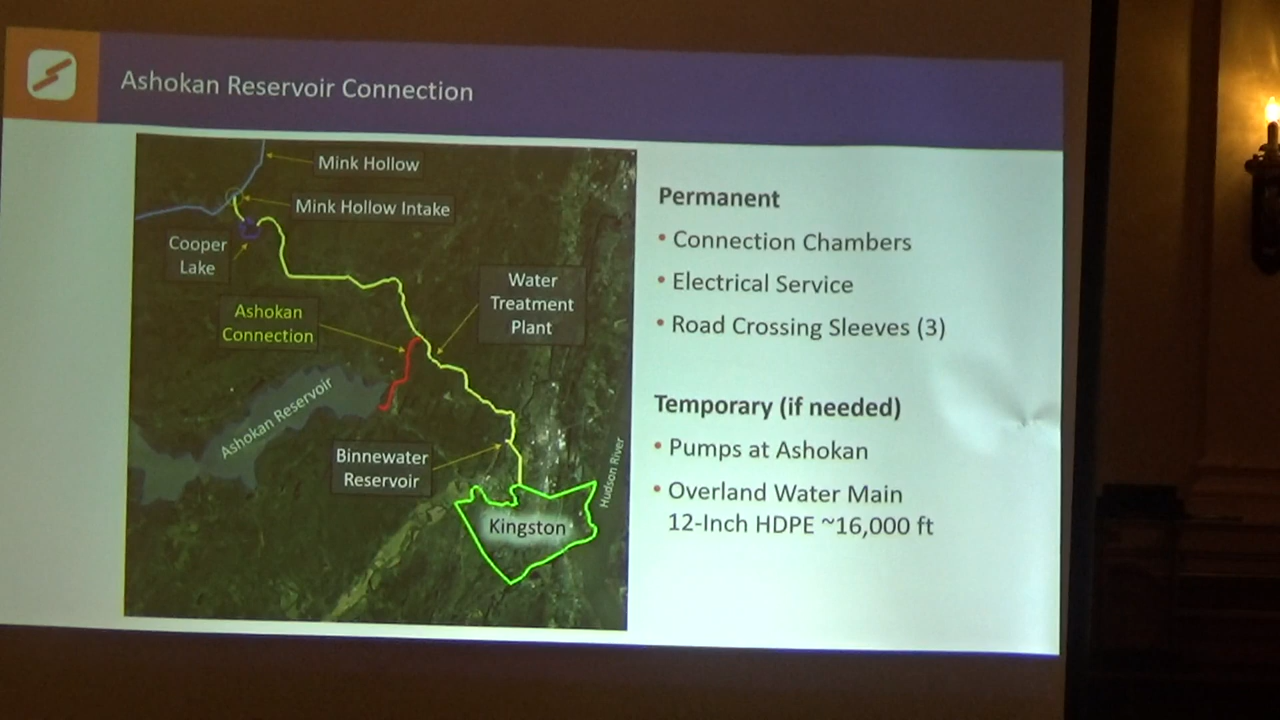 Ashokan Reservoir Connection
Mink Hollow
Mink Hollow Intake
Cooper
Lake
Water
Treatment
Plant
Ashokan
Connection
Ashokan Reservoir
Binnewater
Reservoir
Hudson River
Kingston
Permanent
• Connection Chambers
• Electrical Service
• Road Crossing Sleeves (3)
Temporary (if needed)
• Pumps at Ashokan
• Overland Water Main
12-Inch HDPE ~16,000 ft